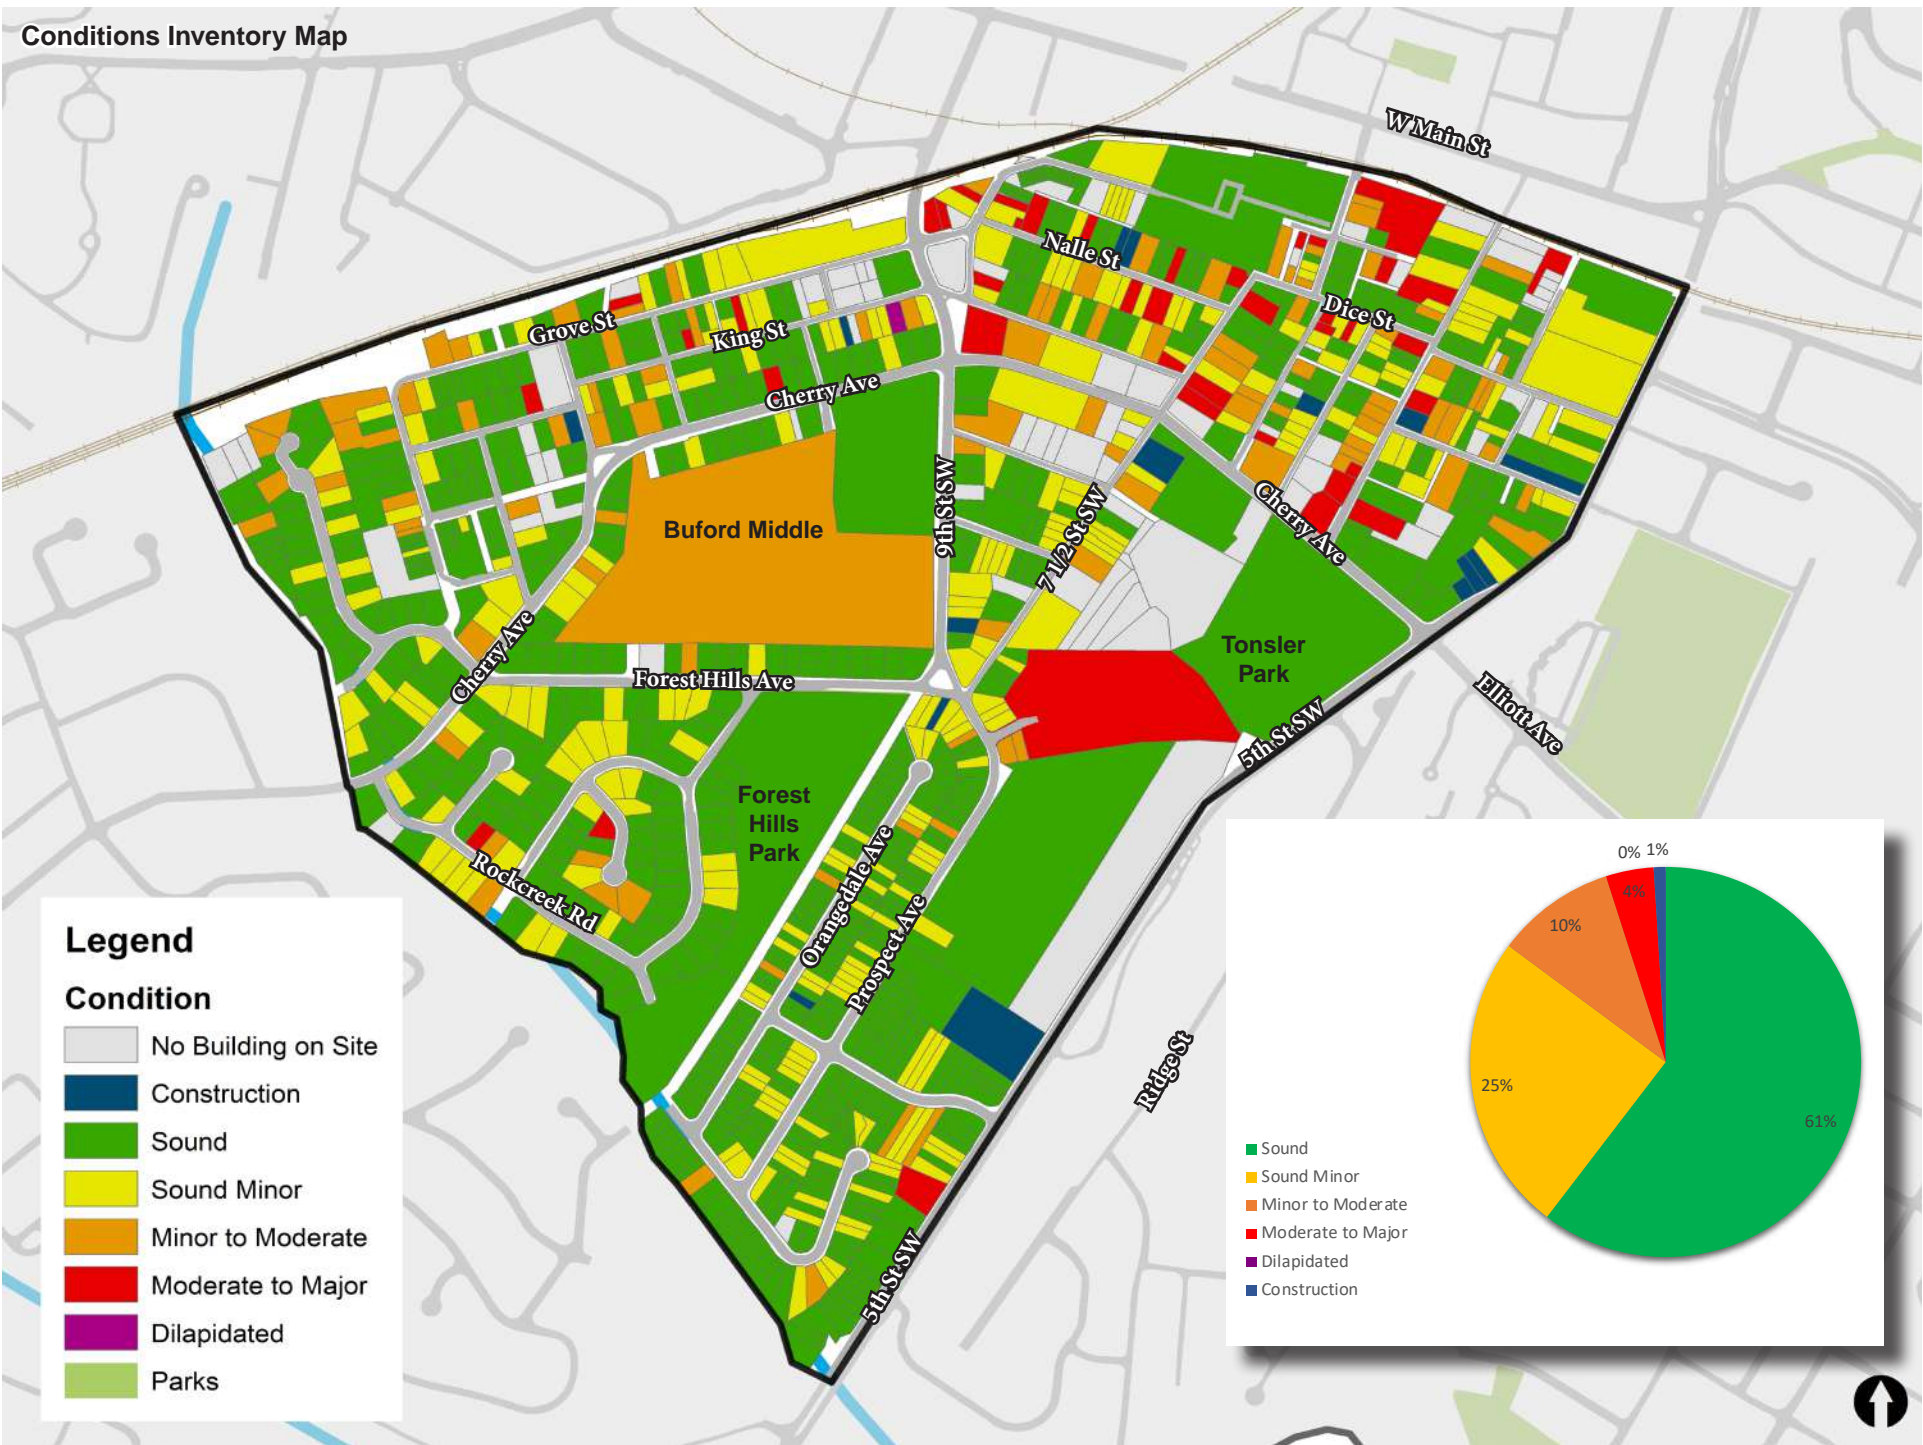 Conditions Inventory Map
W Main St
Nalle St
Dice St
Grove St
King St
Cherry Ave
Buford Middle
9th St SW
7 1/2 St SW
Cherry Ave
Tonsler
Park
Cherry Ave
Forest Hills Ave
Elliott Ave
5th St SW
Forest
Hills
Park
Orangedale Ave
Rockcreek Rd
Prospect Ave
Ridge St
5th St SW
Legend
Condition
No Building on Site
Construction
Sound
Sound Minor
Minor to Moderate
Moderate to Major
Dilapidated
Parks
0% 1%
4%
10%
25%
61%
Sound
Sound Minor
Minor to Moderate
Moderate to Major
Dilapidated
Construction